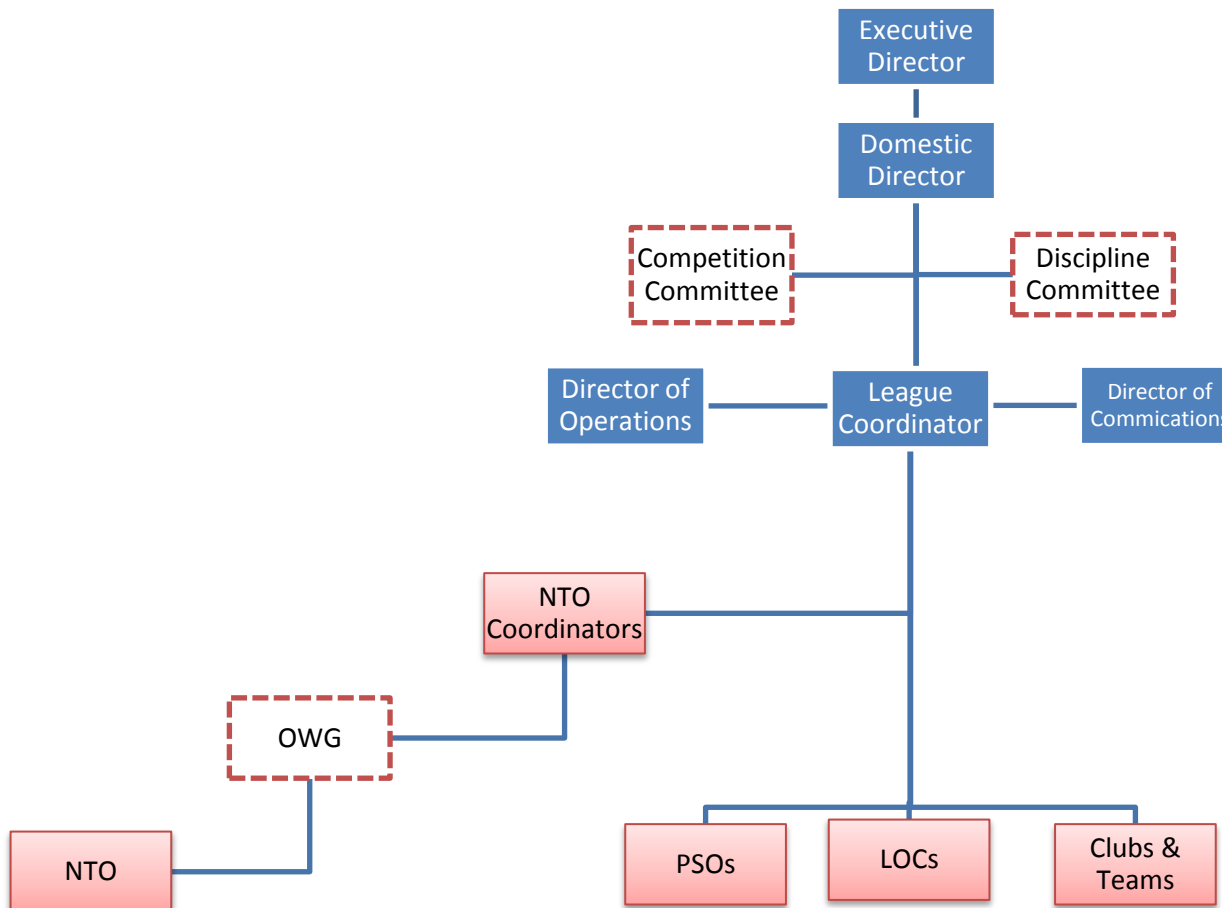 Executive
Director
Domestic
Director
Competition
Committee
Discipline
Committee
Director of
Operations
League
Coordinator
Director of
Commications
NTO
Coordinators
OWG
NTO
PSOs
LOCs
Clubs &
Teams